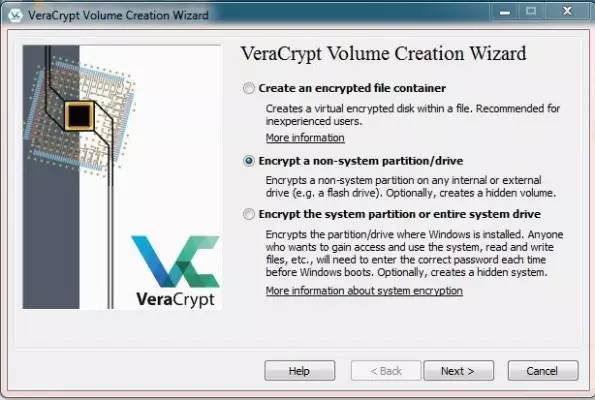 VeraCrypt Volume Creation Wizard
VeraCrypt Volume Creation Wizard
Create an encrypted file container
Creates a virtual encrypted disk within a file. Recommended for
inexperienced users.
More information
Encrypt a non-system partition/drive
Encrypts a non-system partition on any internal or external
drive (e.g. a flash drive). Optionally, creates a hidden volume.
Encrypt the system partition or entire system drive
Encrypts the partition/drive where Windows is installed. Anyone
who wants to gain access and use the system, read and write
files, etc., will need to enter the correct password each time
before Windows boots. Optionally, creates a hidden system.
More information about system encryption
VeraCrypt
Help
< Back
Next >
Cancel